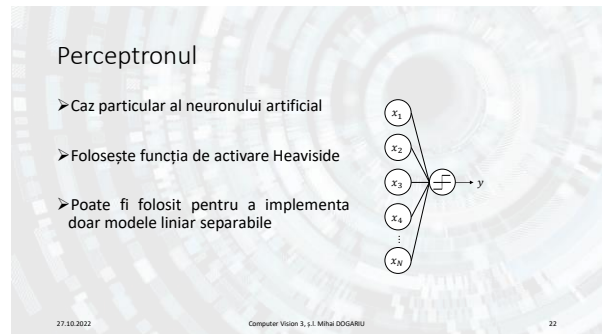 Perceptronul
➢Caz particular al neuronului artificial
➢Folosește funcția de activare Heaviside
➢Poate fi folosit pentru a implementa
doar modele liniar separabile
x₁
x₂
x₃
x₄
⋮
x_N
y
27.10.2022 Computer Vision 3, ș.l. Mihai DOGARIU 22